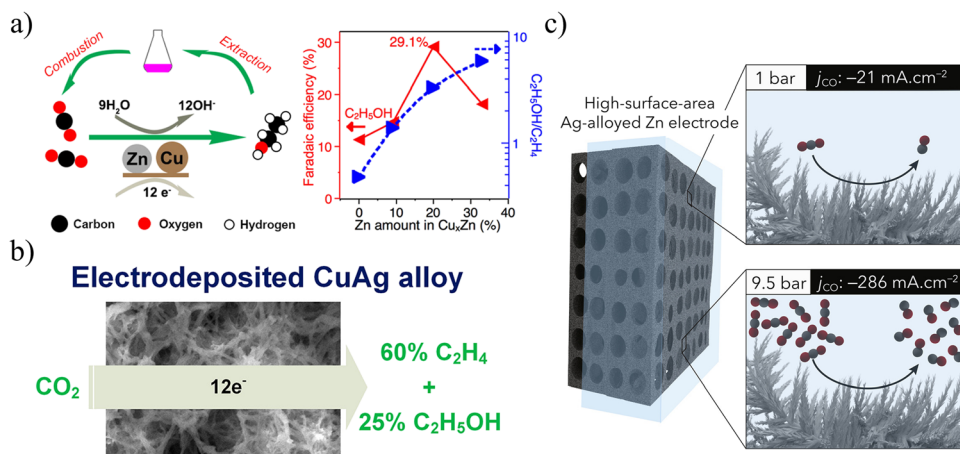 a)
Combustion
Extraction
9H₂O
12OH⁻
Zn
Cu
12 e⁻
Carbon
Oxygen
Hydrogen
Faradaic efficiency (%)
30
20
10
0
29.1%
C₂H₅OH
10
1
C₂H₅OH/C₂H₄
0 10 20 30 40
Zn amount in CuₓZn (%)
b)
Electrodeposited CuAg alloy
CO₂
12e⁻
60% C₂H₄
+
25% C₂H₅OH
c)
High-surface-area
Ag-alloyed Zn electrode
1 bar
jCO: –21 mA.cm⁻²
9.5 bar
jCO: –286 mA.cm⁻²